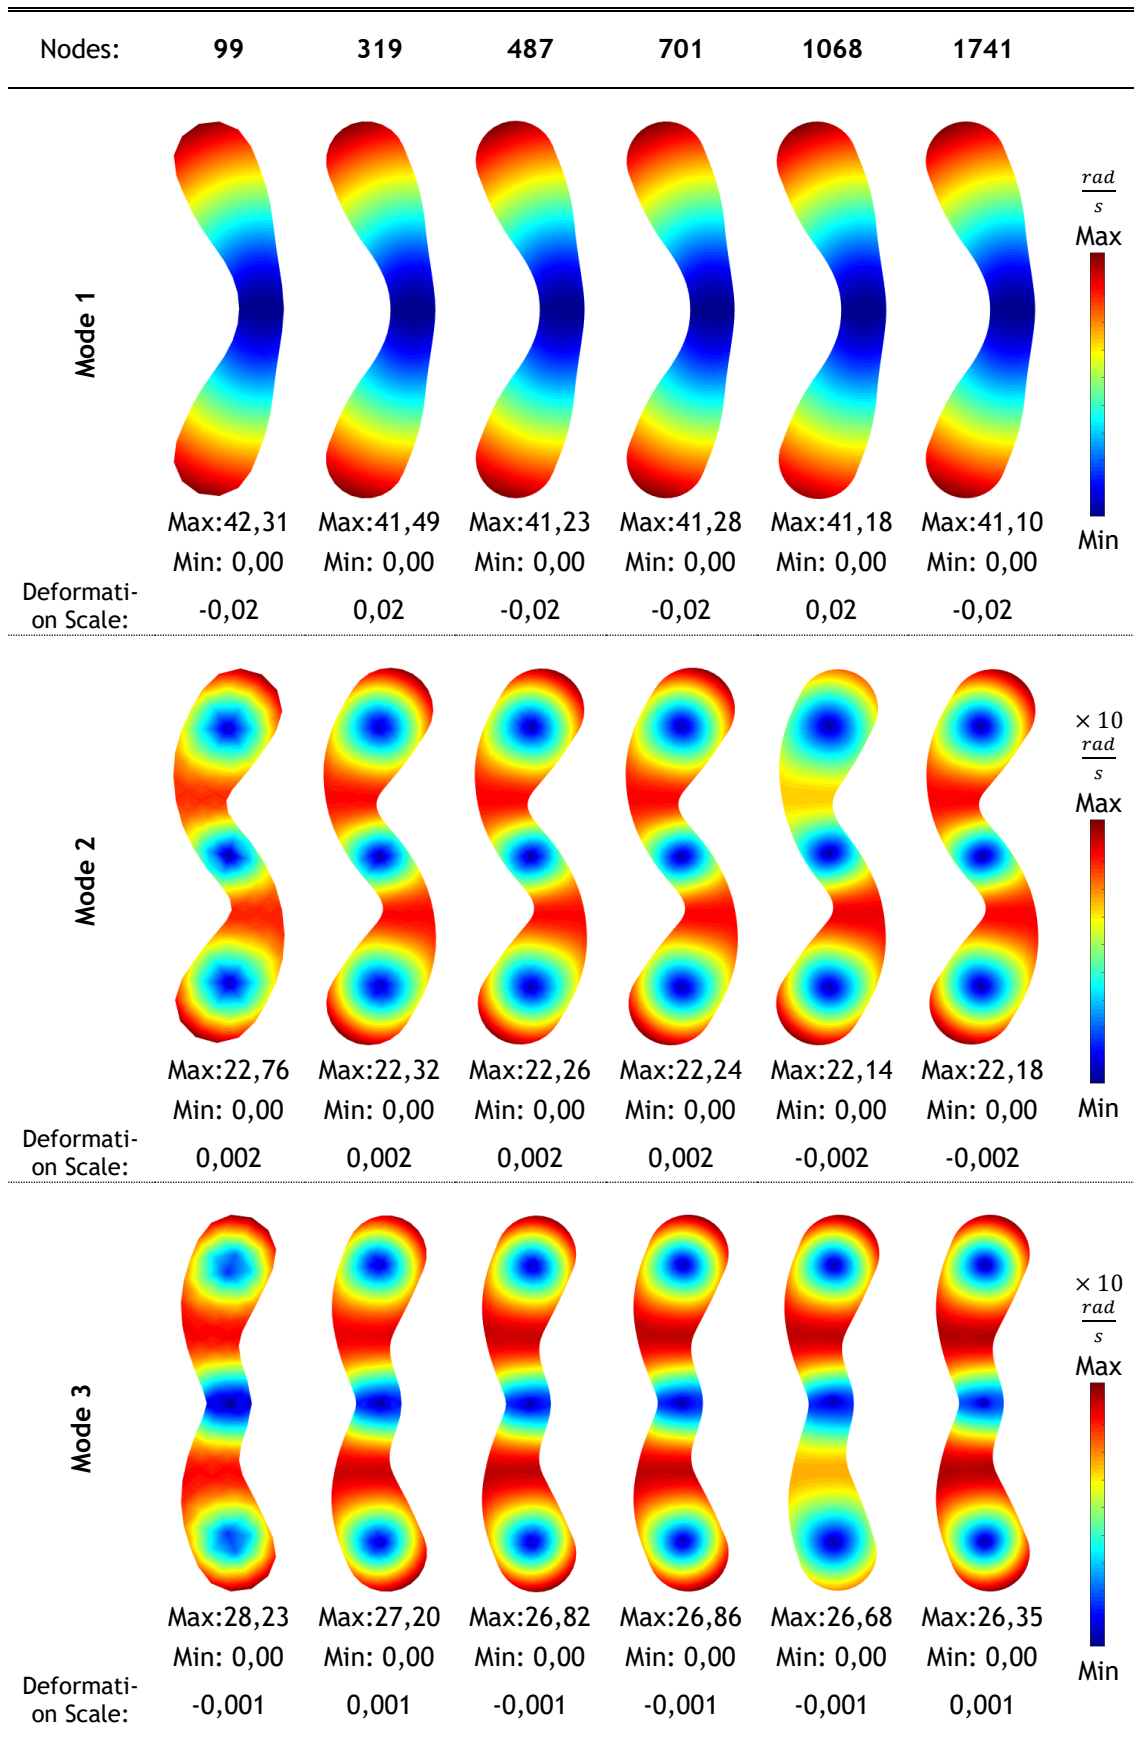 Nodes: 99 319 487 701 1068 1741
Mode 1
rad
s
Max
Min
Max:42,31 Max:41,49 Max:41,23 Max:41,28 Max:41,18 Max:41,10
Min: 0,00 Min: 0,00 Min: 0,00 Min: 0,00 Min: 0,00 Min: 0,00
Deformati-
on Scale:
-0,02 0,02 -0,02 -0,02 0,02 -0,02
Mode 2
× 10
rad
s
Max
Min
Max:22,76 Max:22,32 Max:22,26 Max:22,24 Max:22,14 Max:22,18
Min: 0,00 Min: 0,00 Min: 0,00 Min: 0,00 Min: 0,00 Min: 0,00
Deformati-
on Scale:
0,002 0,002 0,002 0,002 -0,002 -0,002
Mode 3
× 10
rad
s
Max
Min
Max:28,23 Max:27,20 Max:26,82 Max:26,86 Max:26,68 Max:26,35
Min: 0,00 Min: 0,00 Min: 0,00 Min: 0,00 Min: 0,00 Min: 0,00
Deformati-
on Scale:
-0,001 0,001 -0,001 -0,001 -0,001 0,001